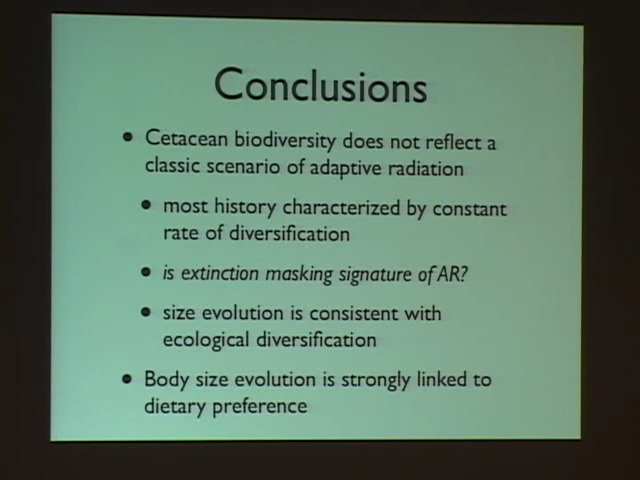 Conclusions
• Cetacean biodiversity does not reflect a
classic scenario of adaptive radiation
• most history characterized by constant
rate of diversification
• is extinction masking signature of AR?
• size evolution is consistent with
ecological diversification
• Body size evolution is strongly linked to
dietary preference